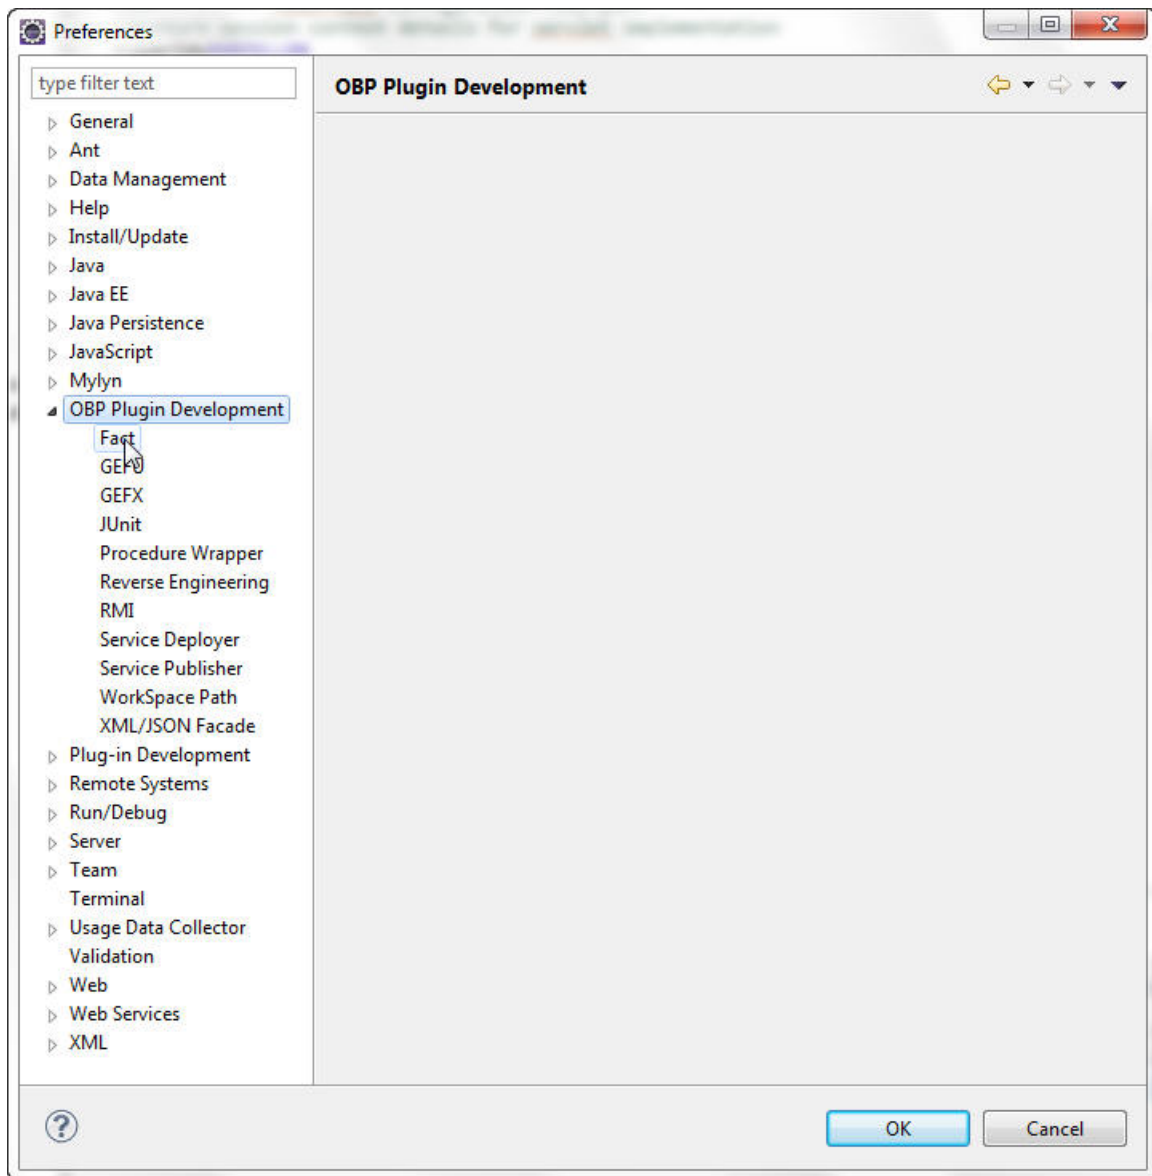 Preferences
type filter text
OBP Plugin Development
General
Ant
Data Management
Help
Install/Update
Java
Java EE
Java Persistence
JavaScript
Mylyn
OBP Plugin Development
Fact
GEFU
GEFX
JUnit
Procedure Wrapper
Reverse Engineering
RMI
Service Deployer
Service Publisher
WorkSpace Path
XML/JSON Facade
Plug-in Development
Remote Systems
Run/Debug
Server
Team
Terminal
Usage Data Collector
Validation
Web
Web Services
XML
OK
Cancel